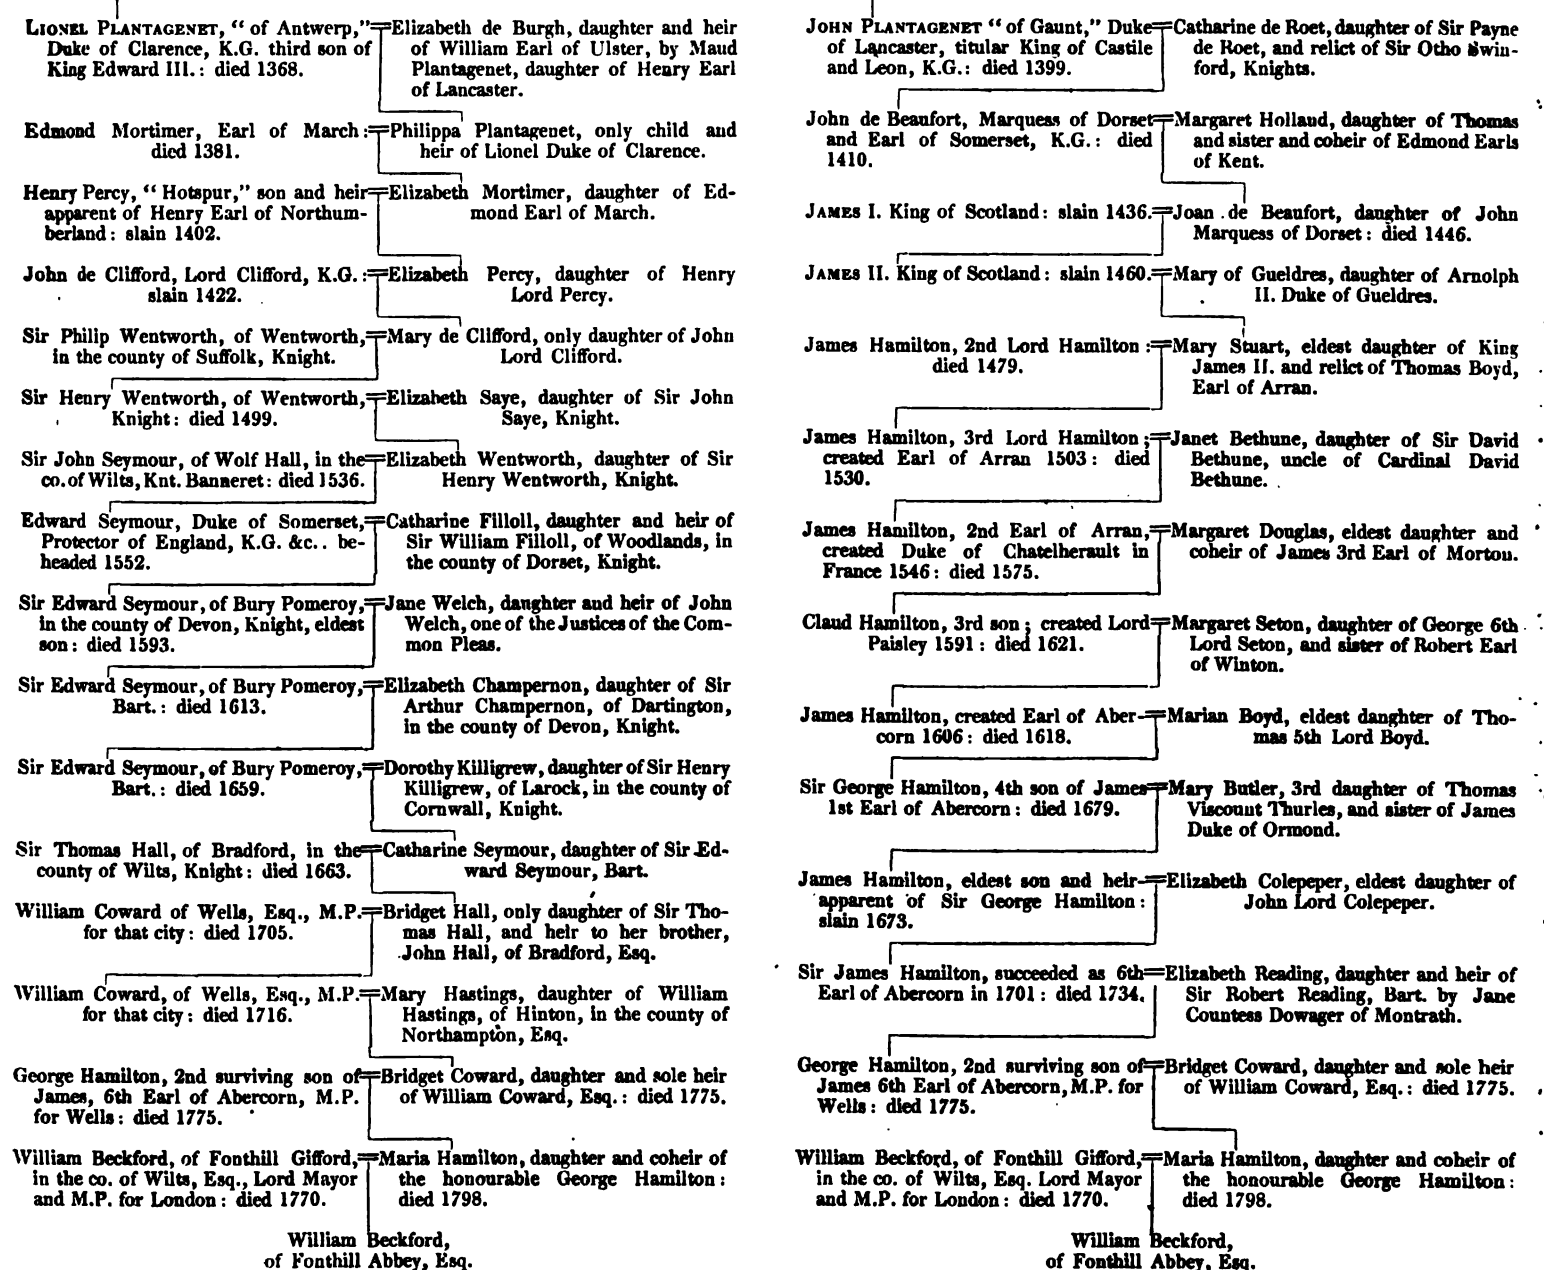 LIONEL PLANTAGENET, “ of Antwerp,”
Duke of Clarence, K.G. third son of
King Edward III. : died 1368.
Elizabeth de Burgh, daughter and heir
of William Earl of Ulster, by Maud
Plantagenet, daughter of Henry Earl
of Lancaster.
Edmond Mortimer, Earl of March :
died 1381.
Philippa Plantagenet, only child and
heir of Lionel Duke of Clarence.
Henry Percy, “ Hotspur,” son and heir
apparent of Henry Earl of Northum-
berland : slain 1402.
Elizabeth Mortimer, daughter of Ed-
mond Earl of March.
John de Clifford, Lord Clifford, K.G. :
slain 1422.
Elizabeth Percy, daughter of Henry
Lord Percy.
Sir Philip Wentworth, of Wentworth,
in the county of Suffolk, Knight.
Mary de Clifford, only daughter of John
Lord Clifford.
Sir Henry Wentworth, of Wentworth,
Knight : died 1499.
Elizabeth Saye, daughter of Sir John
Saye, Knight.
Sir John Seymour, of Wolf Hall, in the
co. of Wilts, Knt. Banneret : died 1536.
Elizabeth Wentworth, daughter of Sir
Henry Wentworth, Knight.
Edward Seymour, Duke of Somerset,
Protector of England, K.G. &c.. be-
headed 1552.
Catharine Filloll, daughter and heir of
Sir William Filloll, of Woodlands, in
the county of Dorset, Knight.
Sir Edward Seymour, of Bury Pomeroy,
in the county of Devon, Knight, eldest
son : died 1593.
Jane Welch, daughter and heir of John
Welch, one of the Justices of the Com-
mon Pleas.
Sir Edward Seymour, of Bury Pomeroy,
Bart. : died 1613.
Elizabeth Champernon, daughter of Sir
Arthur Champernon, of Dartington,
in the county of Devon, Knight.
Sir Edward Seymour, of Bury Pomeroy,
Bart. : died 1659.
Dorothy Killigrew, daughter of Sir Henry
Killigrew, of Larock, in the county of
Cornwall, Knight.
Sir Thomas Hall, of Bradford, in the
county of Wilts, Knight : died 1663.
Catharine Seymour, daughter of Sir Ed-
ward Seymour, Bart.
William Coward of Wells, Esq., M.P.
for that city : died 1705.
Bridget Hall, only daughter of Sir Tho-
mas Hall, and heir to her brother,
John Hall, of Bradford, Esq.
William Coward, of Wells, Esq., M.P.
for that city : died 1716.
Mary Hastings, daughter of William
Hastings, of Hinton, in the county of
Northampton, Esq.
George Hamilton, 2nd surviving son of
James, 6th Earl of Abercorn, M.P.
for Wells : died 1775.
Bridget Coward, daughter and sole heir
of William Coward, Esq. : died 1775.
William Beckford, of Fonthill Gifford,
in the co. of Wilts, Esq., Lord Mayor
and M.P. for London : died 1770.
Maria Hamilton, daughter and coheir of
the honourable George Hamilton :
died 1798.
William Beckford,
of Fonthill Abbey, Esq.
JOHN PLANTAGENET “ of Gaunt,” Duke
of Lancaster, titular King of Castile
and Leon, K.G. : died 1399.
Catharine de Roet, daughter of Sir Payne
de Roet, and relict of Sir Otho Swin-
ford, Knights.
John de Beaufort, Marquess of Dorset
and Earl of Somerset, K.G. : died
1410.
Margaret Holland, daughter of Thomas
and sister and coheir of Edmond Earls
of Kent.
JAMES I. King of Scotland : slain 1436.
Joan de Beaufort, daughter of John
Marquess of Dorset : died 1446.
JAMES II. King of Scotland : slain 1460.
Mary of Gueldres, daughter of Arnolph
II. Duke of Gueldres.
James Hamilton, 2nd Lord Hamilton :
died 1479.
Mary Stuart, eldest daughter of King
James II. and relict of Thomas Boyd,
Earl of Arran.
James Hamilton, 3rd Lord Hamilton ;
created Earl of Arran 1503 : died
1530.
Janet Bethune, daughter of Sir David
Bethune, uncle of Cardinal David
Bethune.
James Hamilton, 2nd Earl of Arran,
created Duke of Chatelherault in
France 1546 : died 1575.
Margaret Douglas, eldest daughter and
coheir of James 3rd Earl of Morton.
Claud Hamilton, 3rd son ; created Lord
Paisley 1591 : died 1621.
Margaret Seton, daughter of George 6th
Lord Seton, and sister of Robert Earl
of Winton.
James Hamilton, created Earl of Aber-
corn 1606 : died 1618.
Marian Boyd, eldest daughter of Tho-
mas 5th Lord Boyd.
Sir George Hamilton, 4th son of James
1st Earl of Abercorn : died 1679.
Mary Butler, 3rd daughter of Thomas
Viscount Thurles, and sister of James
Duke of Ormond.
James Hamilton, eldest son and heir-
apparent of Sir George Hamilton :
slain 1673.
Elizabeth Colepeper, eldest daughter of
John Lord Colepeper.
Sir James Hamilton, succeeded as 6th
Earl of Abercorn in 1701 : died 1734.
Elizabeth Reading, daughter and heir of
Sir Robert Reading, Bart. by Jane
Countess Dowager of Montrath.
George Hamilton, 2nd surviving son of
James 6th Earl of Abercorn, M.P. for
Wells : died 1775.
Bridget Coward, daughter and sole heir
of William Coward, Esq. : died 1775.
William Beckford, of Fonthill Gifford,
in the co. of Wilts, Esq. Lord Mayor
and M.P. for London : died 1770.
Maria Hamilton, daughter and coheir of
the honourable George Hamilton :
died 1798.
William Beckford,
of Fonthill Abbey, Esq.